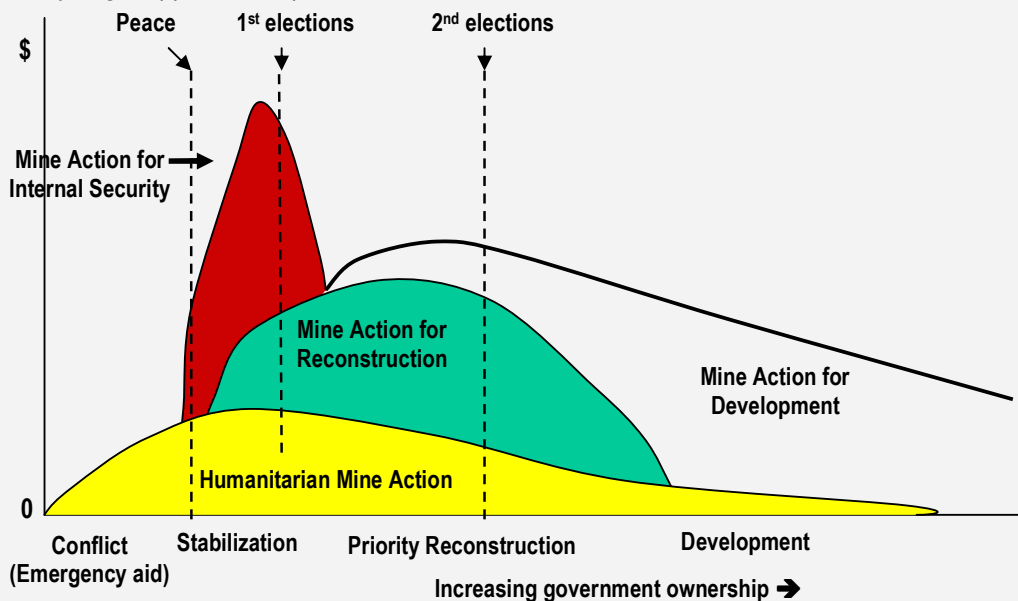 Peace
1st elections
2nd elections
$
Mine Action for
Internal Security
Mine Action for
Reconstruction
Mine Action for
Development
Humanitarian Mine Action
0
Conflict
(Emergency aid)
Stabilization
Priority Reconstruction
Development
Increasing government ownership →